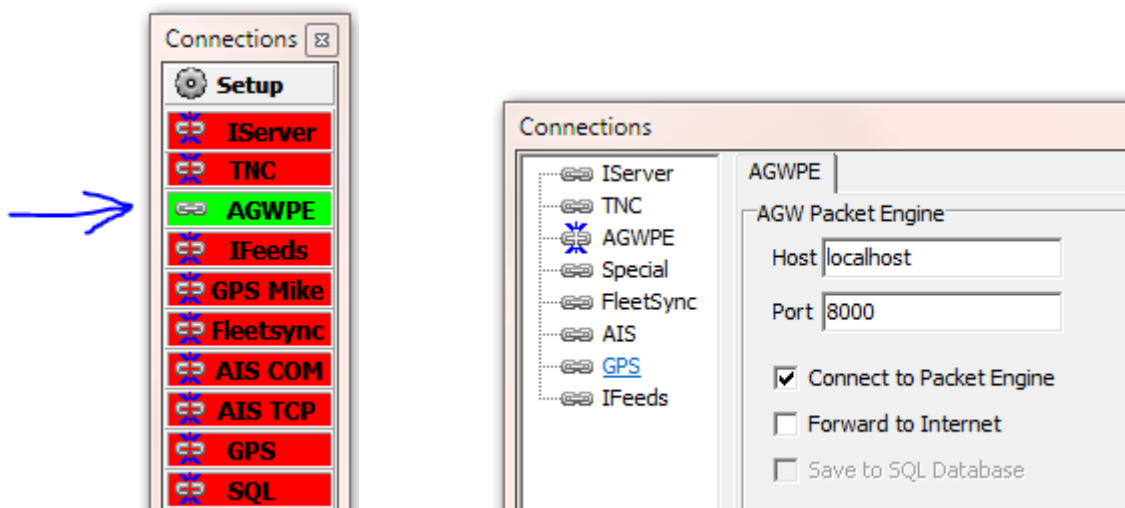 Connections
Setup
IServer
TNC
AGWPE
IFeeds
GPS Mike
Fleetsync
AIS COM
AIS TCP
GPS
SQL
Connections
IServer
TNC
AGWPE
Special
FleetSync
AIS
GPS
IFeeds
AGWPE
AGW Packet Engine
Host localhost
Port 8000
Connect to Packet Engine
Forward to Internet
Save to SQL Database